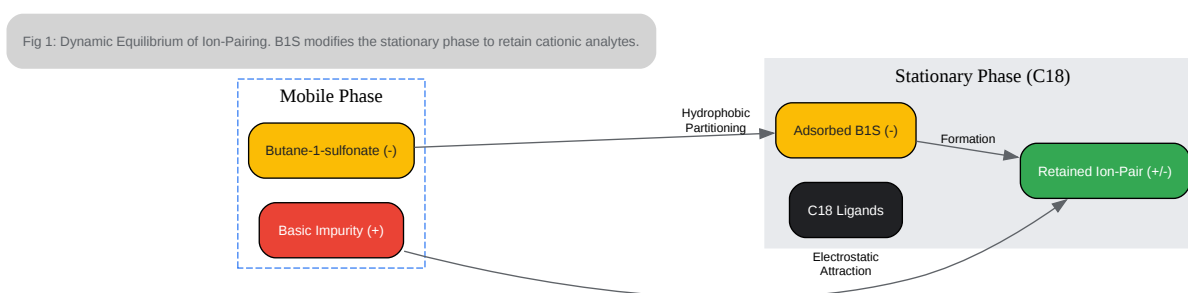 Fig 1: Dynamic Equilibrium of Ion-Pairing. B1S modifies the stationary phase to retain cationic analytes.
Mobile Phase
Butane-1-sulfonate (-)
Basic Impurity (+)
Hydrophobic
Partitioning
Stationary Phase (C18)
Adsorbed B1S (-)
Formation
Retained Ion-Pair (+/-)
C18 Ligands
Electrostatic
Attraction